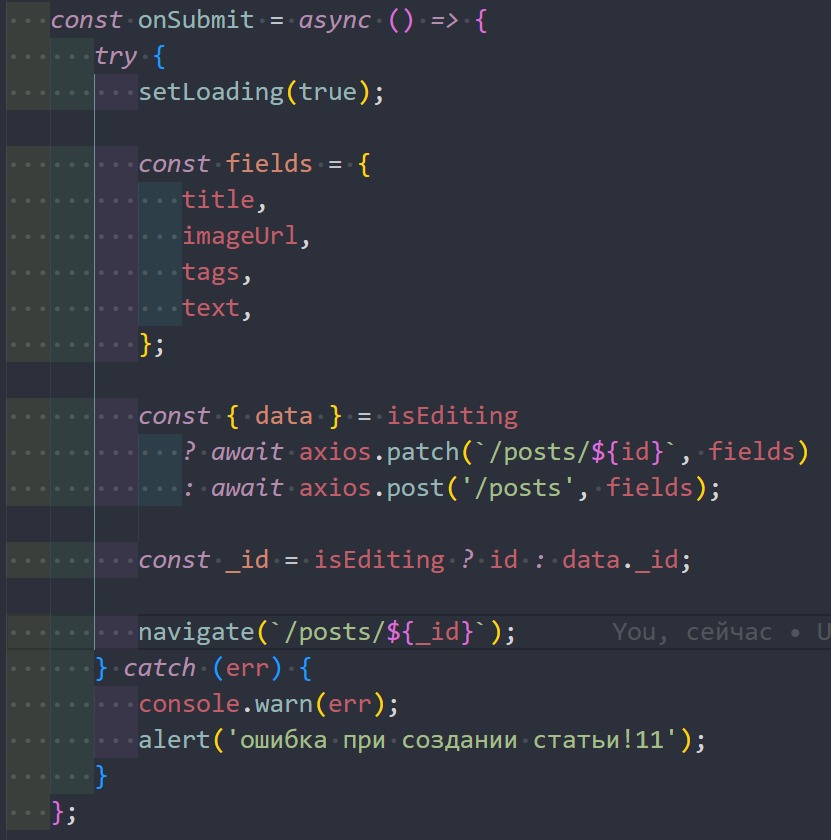 const onSubmit = async () => {
try {
setLoading(true);
const fields = {
title,
imageUrl,
tags,
text,
};
const { data } = isEditing
? await axios.patch(`/posts/${id}`, fields)
: await axios.post('/posts', fields);
const _id = isEditing ? id : data._id;
navigate(`/posts/${_id}`); You, сейчас • U
} catch (err) {
console.warn(err);
alert('ошибка при создании статьи!11');
}
};